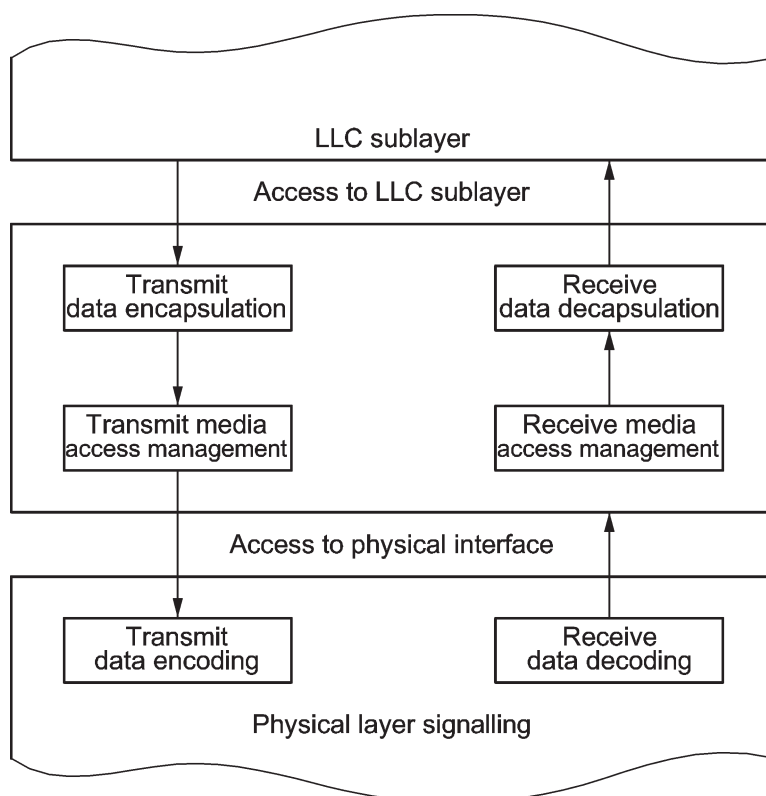 LLC sublayer
Access to LLC sublayer
Transmit
data encapsulation
Receive
data decapsulation
Transmit media
access management
Receive media
access management
Access to physical interface
Transmit
data encoding
Receive
data decoding
Physical layer signalling